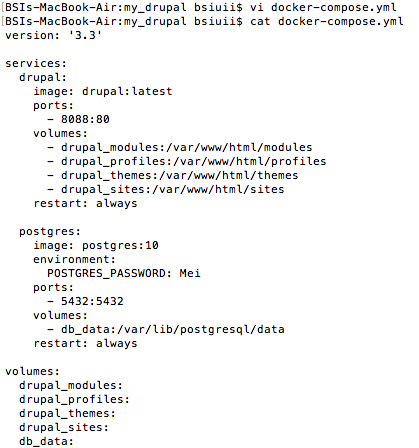 [BSIs-MacBook-Air:my_drupal bsiuii$ vi docker-compose.yml
[BSIs-MacBook-Air:my_drupal bsiuii$ cat docker-compose.yml
version: '3.3'

services:
  drupal:
    image: drupal:latest
    ports:
      - 8088:80
    volumes:
      - drupal_modules:/var/www/html/modules
      - drupal_profiles:/var/www/html/profiles
      - drupal_themes:/var/www/html/themes
      - drupal_sites:/var/www/html/sites
    restart: always

  postgres:
    image: postgres:10
    environment:
      POSTGRES_PASSWORD: Mei
    ports:
      - 5432:5432
    volumes:
      - db_data:/var/lib/postgresql/data
    restart: always

volumes:
  drupal_modules:
  drupal_profiles:
  drupal_themes:
  drupal_sites:
  db_data: